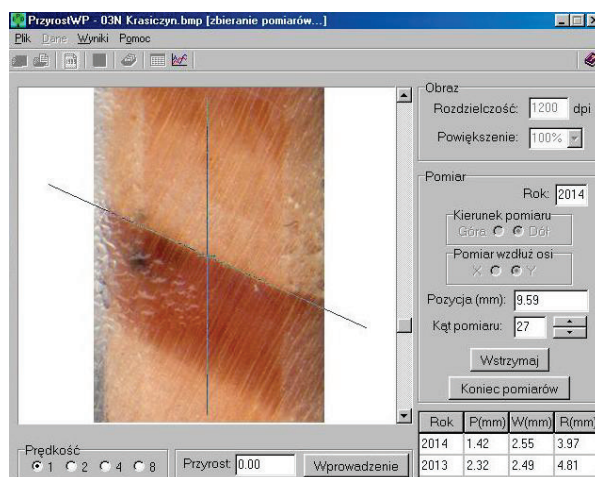 PrzyrostWP - 03N Krasiczyn.bmp [zbieranie pomiarów...]
Plik Dane Wyniki Pomoc
Obraz
Rozdzielczość: 1200 dpi
Powiększenie: 100%
Pomiar
Rok: 2014
Kierunek pomiaru
Góra Dół
Pomiar wzdłuż osi
X Y
Pozycja (mm): 9.59
Kąt pomiaru: 27
Wstrzymaj
Koniec pomiarów
Rok P(mm) W(mm) R(mm)
2014 1.42 2.55 3.97
2013 2.32 2.49 4.81
Prędkość
1 2 4 8
Przyrost: 0.00 Wprowadzenie